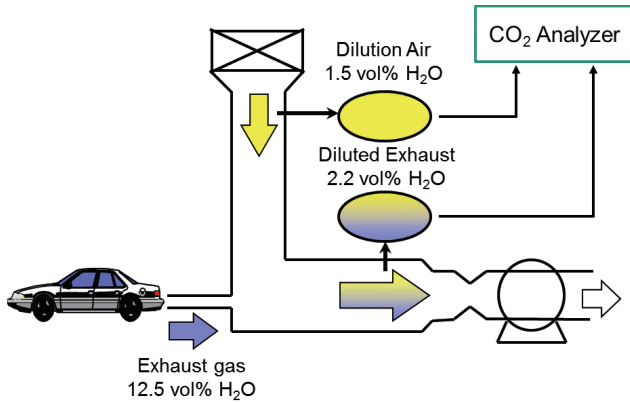 CO₂ Analyzer
Dilution Air
1.5 vol% H₂O
Diluted Exhaust
2.2 vol% H₂O
Exhaust gas
12.5 vol% H₂O